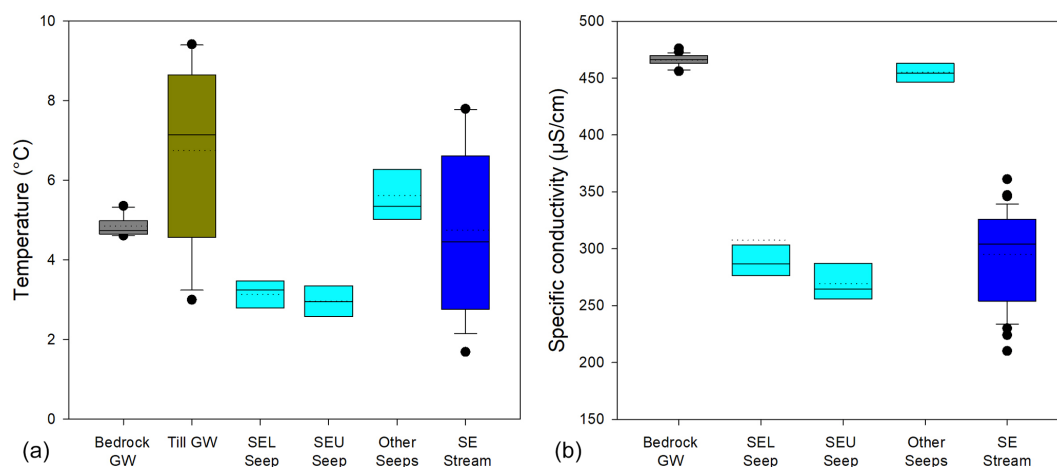 10
8
6
4
2
0
Temperature (°C)
Bedrock GW
Till GW
SEL Seep
SEU Seep
Other Seeps
SE Stream
(a)
500
450
400
350
300
250
200
150
Specific conductivity (µS/cm)
Bedrock GW
SEL Seep
SEU Seep
Other Seeps
SE Stream
(b)